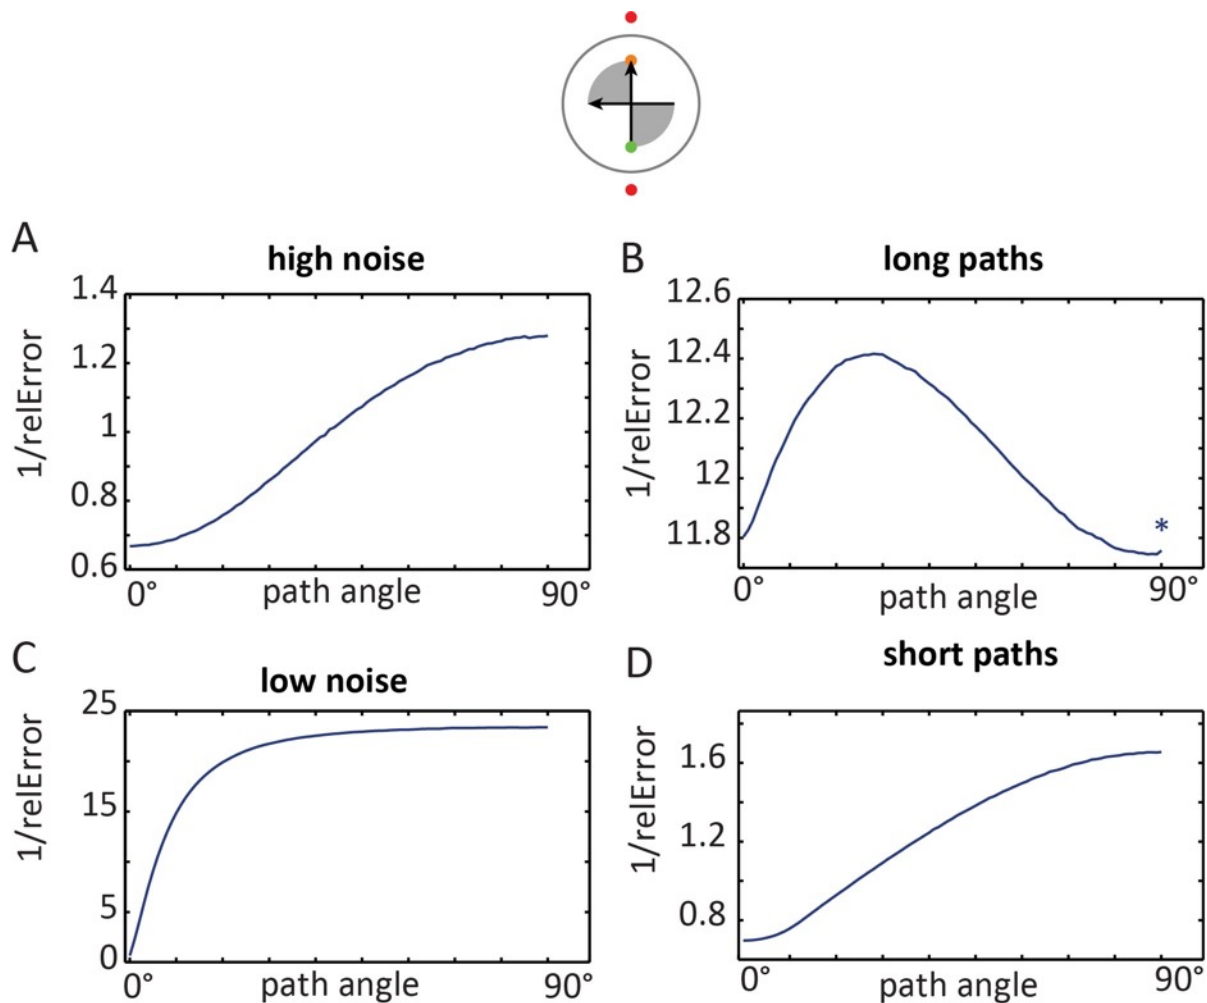 A
high noise
1.4
1.2
1
0.8
0.6
1/relError
0°
path angle
90°
B
long paths
12.6
12.4
12.2
12
11.8
1/relError
*
0°
path angle
90°
C
low noise
25
15
5
0
1/relError
0°
path angle
90°
D
short paths
1.6
1.2
0.8
1/relError
0°
path angle
90°